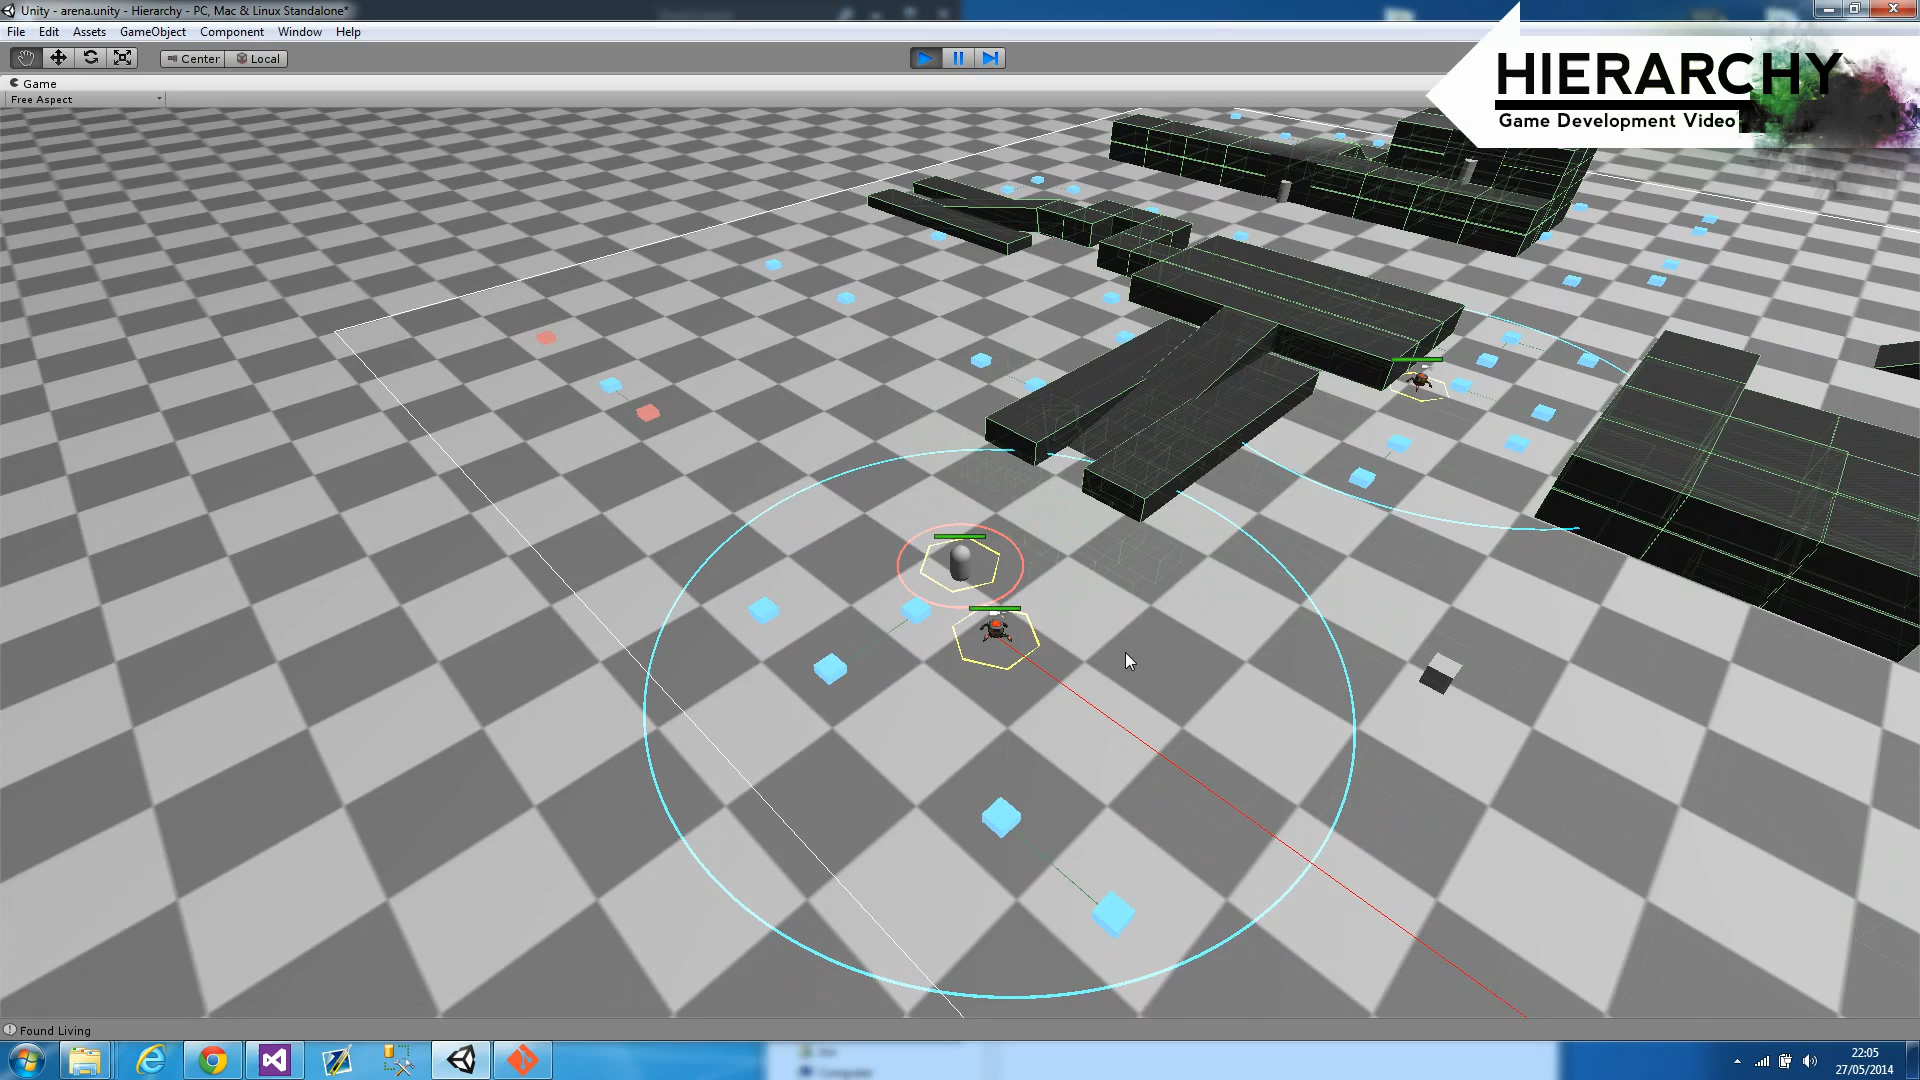 Unity - arena.unity - Hierarchy - PC, Mac & Linux Standalone*
File Edit Assets GameObject Component Window Help
Center Local
Game
Free Aspect
HIERARCHY
Game Development Video
Found Living
Computer
22:05
27/05/2014